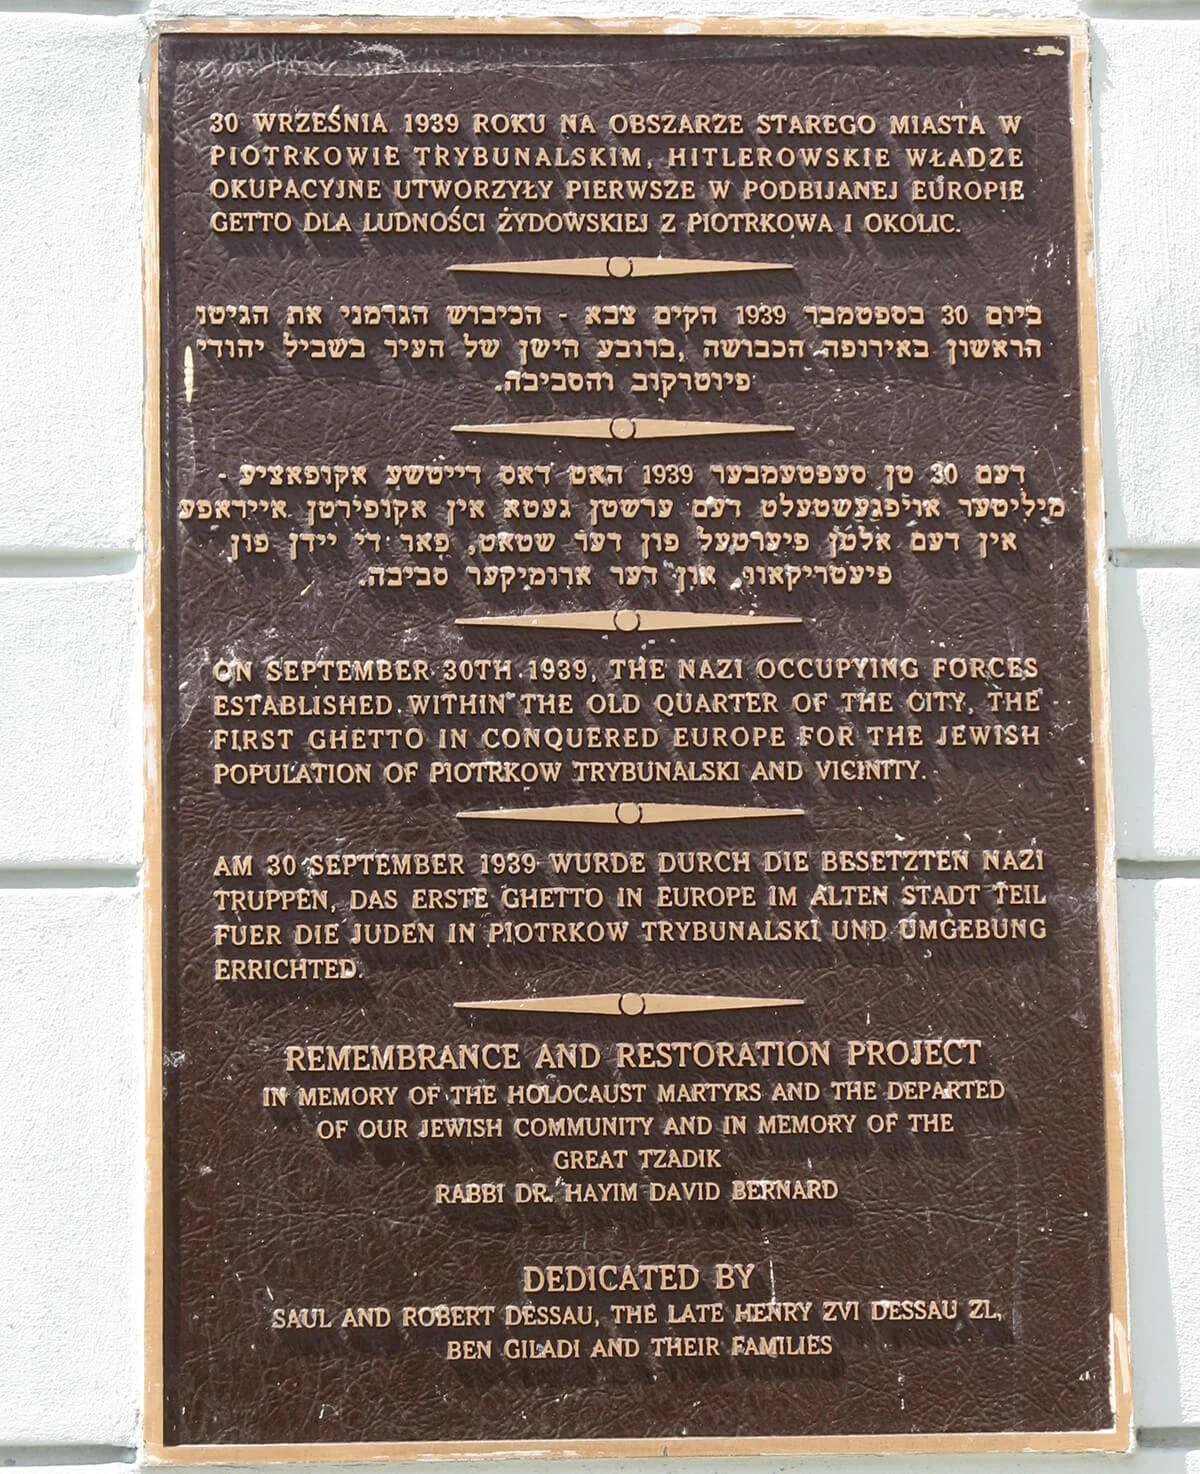 30 WRZEŚNIA 1939 ROKU NA OBSZARZE STAREGO MIASTA W
PIOTRKOWIE TRYBUNALSKIM, HITLEROWSKIE WŁADZE
OKUPACYJNE UTWORZYŁY PIERWSZE W PODBIJANEJ EUROPIE
GETTO DLA LUDNOŚCI ŻYDOWSKIEJ Z PIOTRKOWA I OKOLIC.
ביום 30 בספטמבר 1939 הקים צבא - הכיבוש הגרמני את הגיטו
הראשון באירופה הכבושה ,ברובע הישן של העיר בשביל יהודי
פיוטרקוב והסביבה.
דעם 30 טן סעפטעמבער 1939 האט דאס דייטשע אקופאציע -
מיליטער אויפגעשטעלט דעם ערשטן געטא אין אקופירטן אייראפע
אין דעם אלטן פיערטעל פון דער שטאט, פאר די יידן פון
פיעטריקאוו, און דער ארומיקער סביבה.
ON SEPTEMBER 30TH 1939, THE NAZI OCCUPYING FORCES
ESTABLISHED WITHIN THE OLD QUARTER OF THE CITY, THE
FIRST GHETTO IN CONQUERED EUROPE FOR THE JEWISH
POPULATION OF PIOTRKOW TRYBUNALSKI AND VICINITY.
AM 30 SEPTEMBER 1939 WURDE DURCH DIE BESETZTEN NAZI
TRUPPEN, DAS ERSTE GHETTO IN EUROPE IM ALTEN STADT TEIL
FUER DIE JUDEN IN PIOTRKOW TRYBUNALSKI UND UMGEBUNG
ERRICHTED.
REMEMBRANCE AND RESTORATION PROJECT
IN MEMORY OF THE HOLOCAUST MARTYRS AND THE DEPARTED
OF OUR JEWISH COMMUNITY AND IN MEMORY OF THE
GREAT TZADIK
RABBI DR. HAYIM DAVID BERNARD
DEDICATED BY
SAUL AND ROBERT DESSAU, THE LATE HENRY ZVI DESSAU ZL,
BEN GILADI AND THEIR FAMILIES